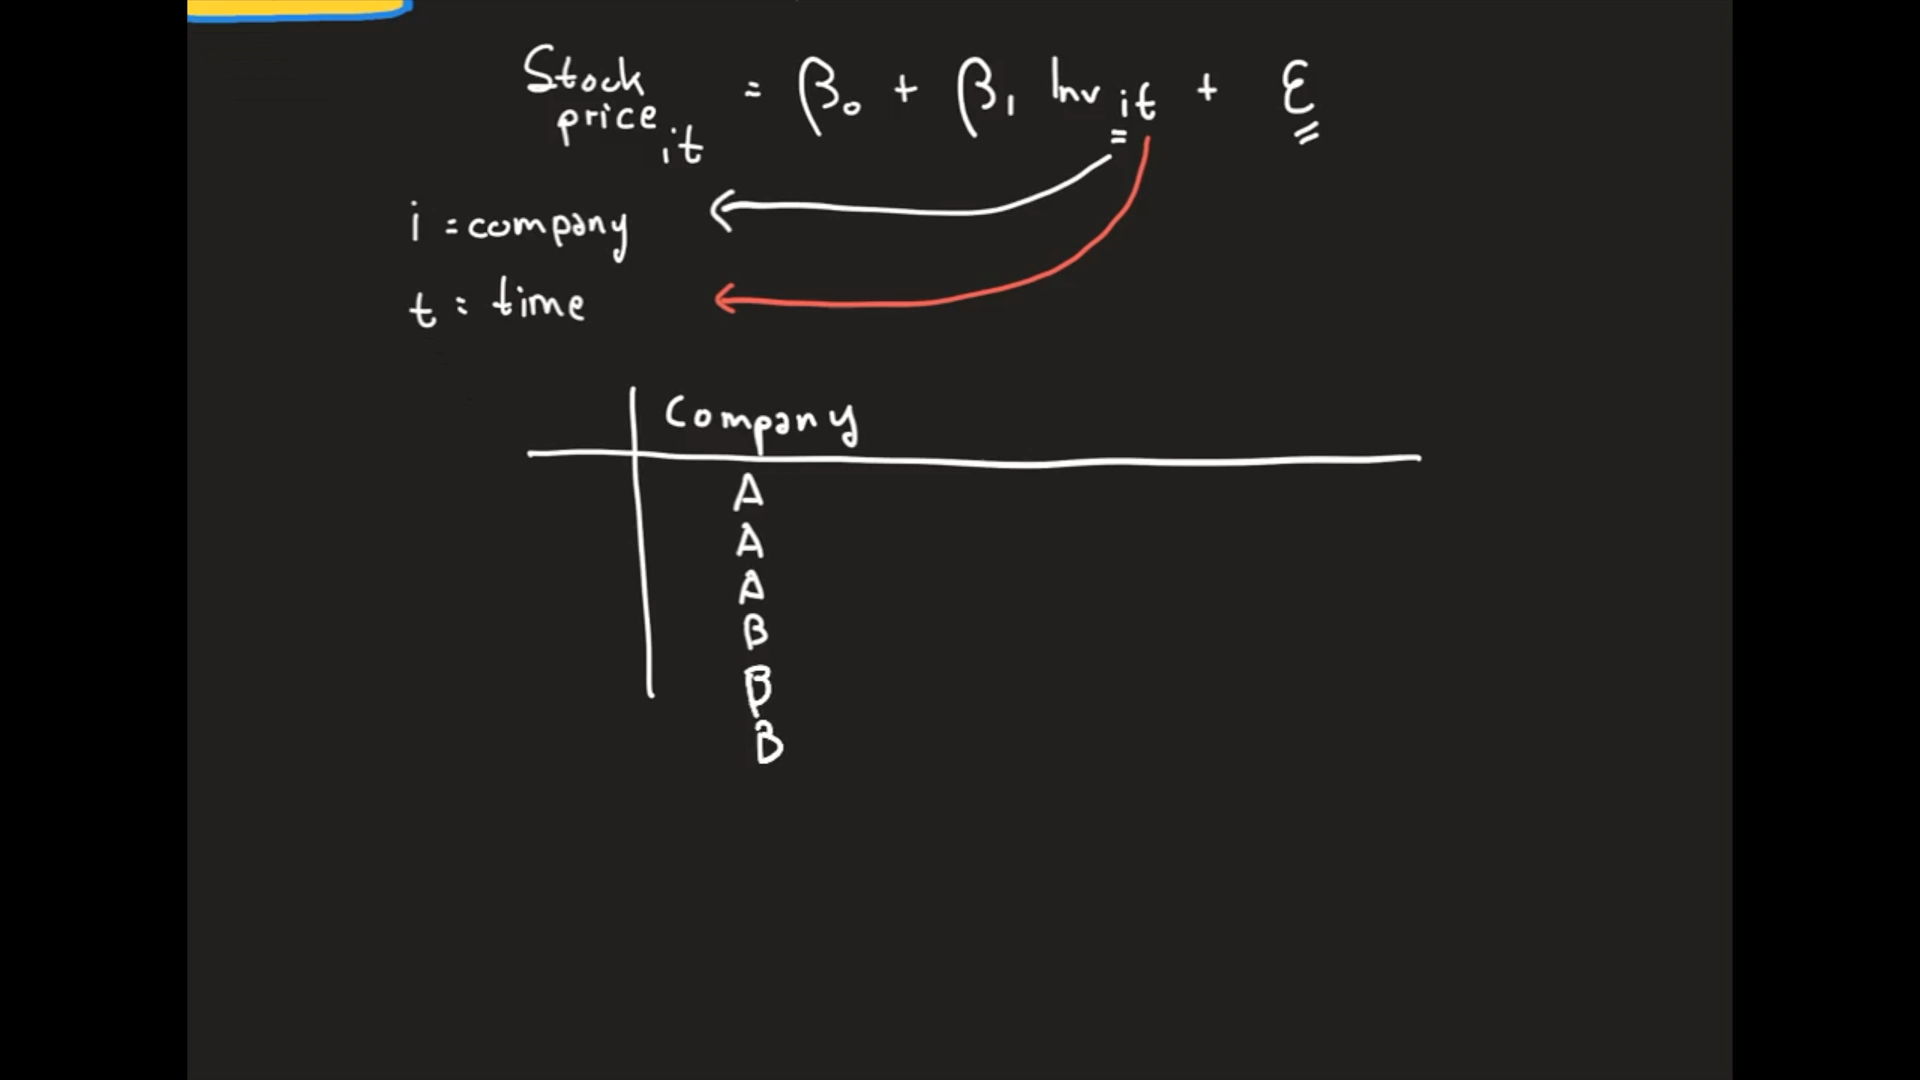 Stock price it = β₀ + β₁ Inv it + ε
i = company
t : time
Company
A
A
A
B
B
B